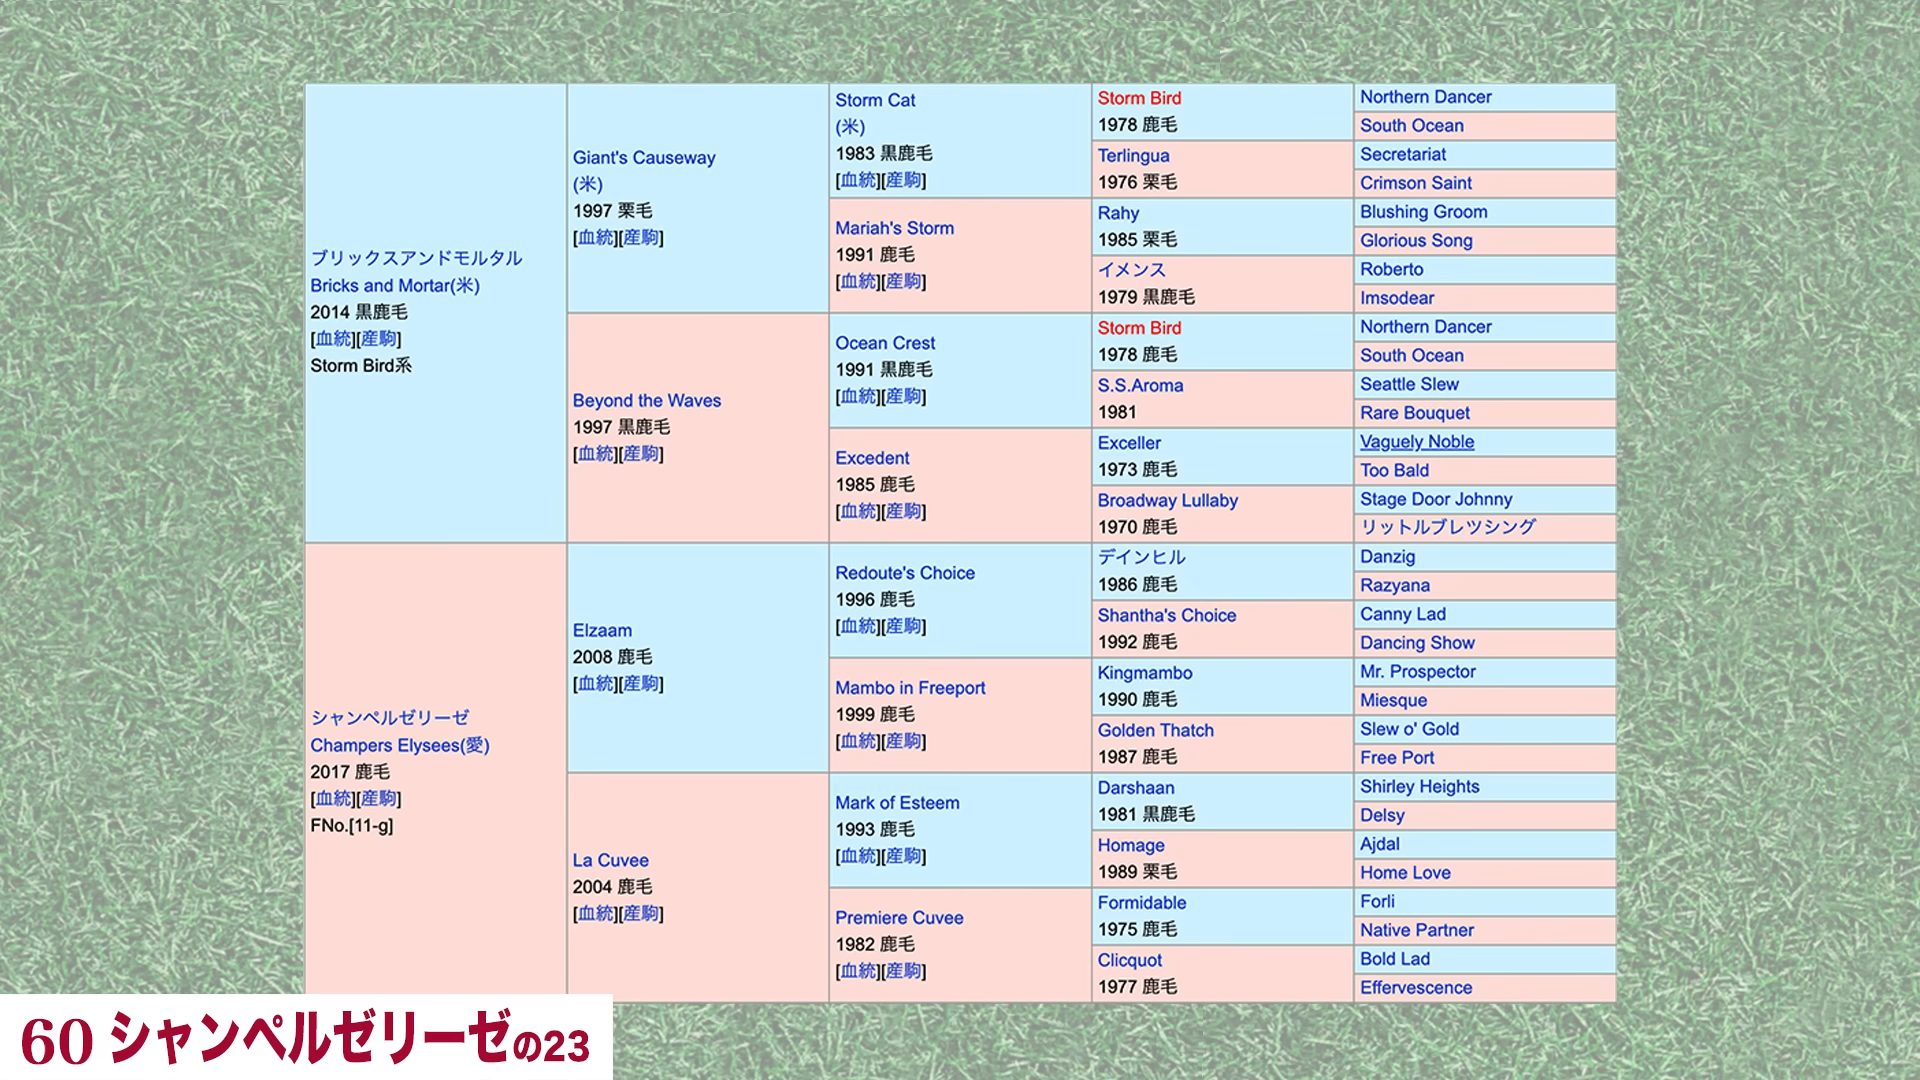 ブリックスアンドモルタル
Bricks and Mortar(米)
2014 黒鹿毛
[血統][産駒]
Storm Bird系
Giant's Causeway
(米)
1997 栗毛
[血統][産駒]
Storm Cat
(米)
1983 黒鹿毛
[血統][産駒]
Storm Bird
1978 鹿毛
Northern Dancer
South Ocean
Terlingua
1976 栗毛
Secretariat
Crimson Saint
Mariah's Storm
1991 鹿毛
[血統][産駒]
Rahy
1985 栗毛
Blushing Groom
Glorious Song
イメンス
1979 黒鹿毛
Roberto
Imsodear
Beyond the Waves
1997 黒鹿毛
[血統][産駒]
Ocean Crest
1991 黒鹿毛
[血統][産駒]
Storm Bird
1978 鹿毛
Northern Dancer
South Ocean
S.S.Aroma
1981
Seattle Slew
Rare Bouquet
Excedent
1985 鹿毛
[血統][産駒]
Exceller
1973 鹿毛
Vaguely Noble
Too Bald
Broadway Lullaby
1970 鹿毛
Stage Door Johnny
リットルブレツシング
シャンペルゼリーゼ
Champers Elysees(愛)
2017 鹿毛
[血統][産駒]
FNo.[11-g]
Elzaam
2008 鹿毛
[血統][産駒]
Redoute's Choice
1996 鹿毛
[血統][産駒]
デインヒル
1986 鹿毛
Danzig
Razyana
Shantha's Choice
1992 鹿毛
Canny Lad
Dancing Show
Mambo in Freeport
1999 鹿毛
[血統][産駒]
Kingmambo
1990 鹿毛
Mr. Prospector
Miesque
Golden Thatch
1987 鹿毛
Slew o' Gold
Free Port
La Cuvee
2004 鹿毛
[血統][産駒]
Mark of Esteem
1993 鹿毛
[血統][産駒]
Darshaan
1981 黒鹿毛
Shirley Heights
Delsy
Homage
1989 栗毛
Ajdal
Home Love
Premiere Cuvee
1982 鹿毛
[血統][産駒]
Formidable
1975 鹿毛
Forli
Native Partner
Clicquot
1977 鹿毛
Bold Lad
Effervescence
60 シャンペルゼリーゼの23